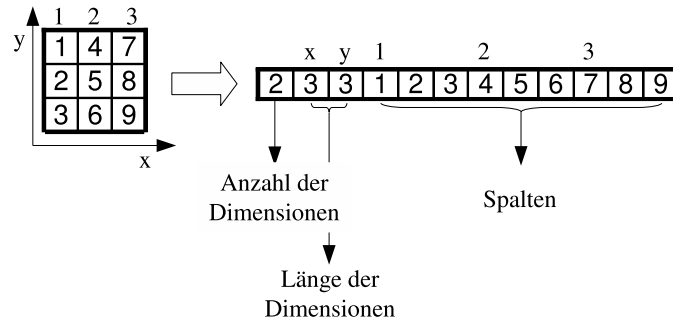 1 2 3
y
1 4 7
2 5 8
3 6 9
x
x y 1 2 3
2 3 3 1 2 3 4 5 6 7 8 9
Anzahl der
Dimensionen
Spalten
Länge der
Dimensionen